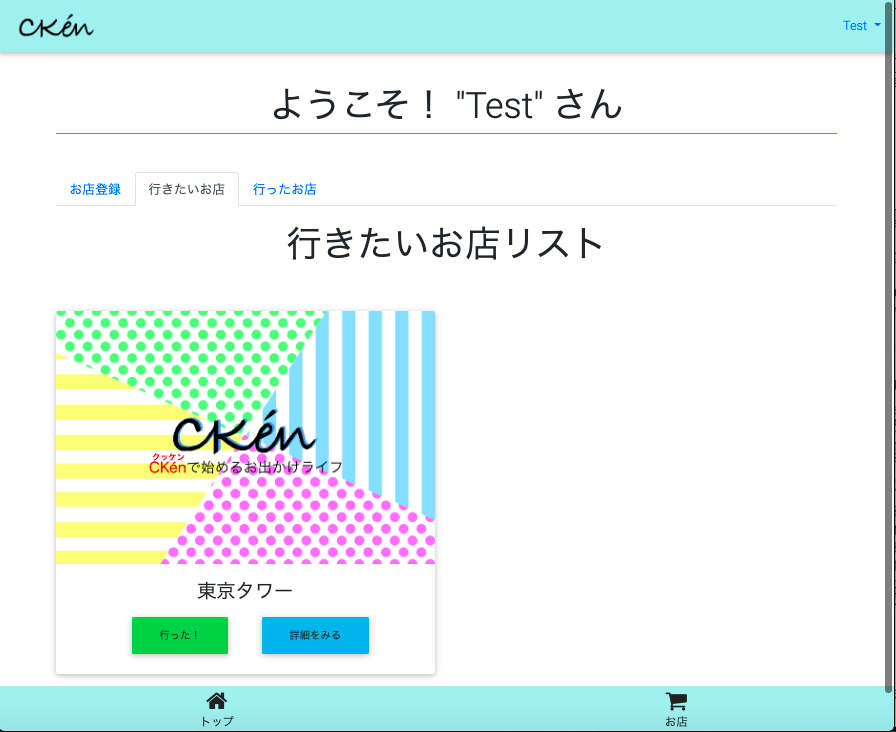 CKén
Test
ようこそ！ "Test" さん
お店登録
行きたいお店
行ったお店
行きたいお店リスト
CKén
クッケン
CKénで始めるお出かけライフ
東京タワー
行った！
詳細をみる
トップ
お店